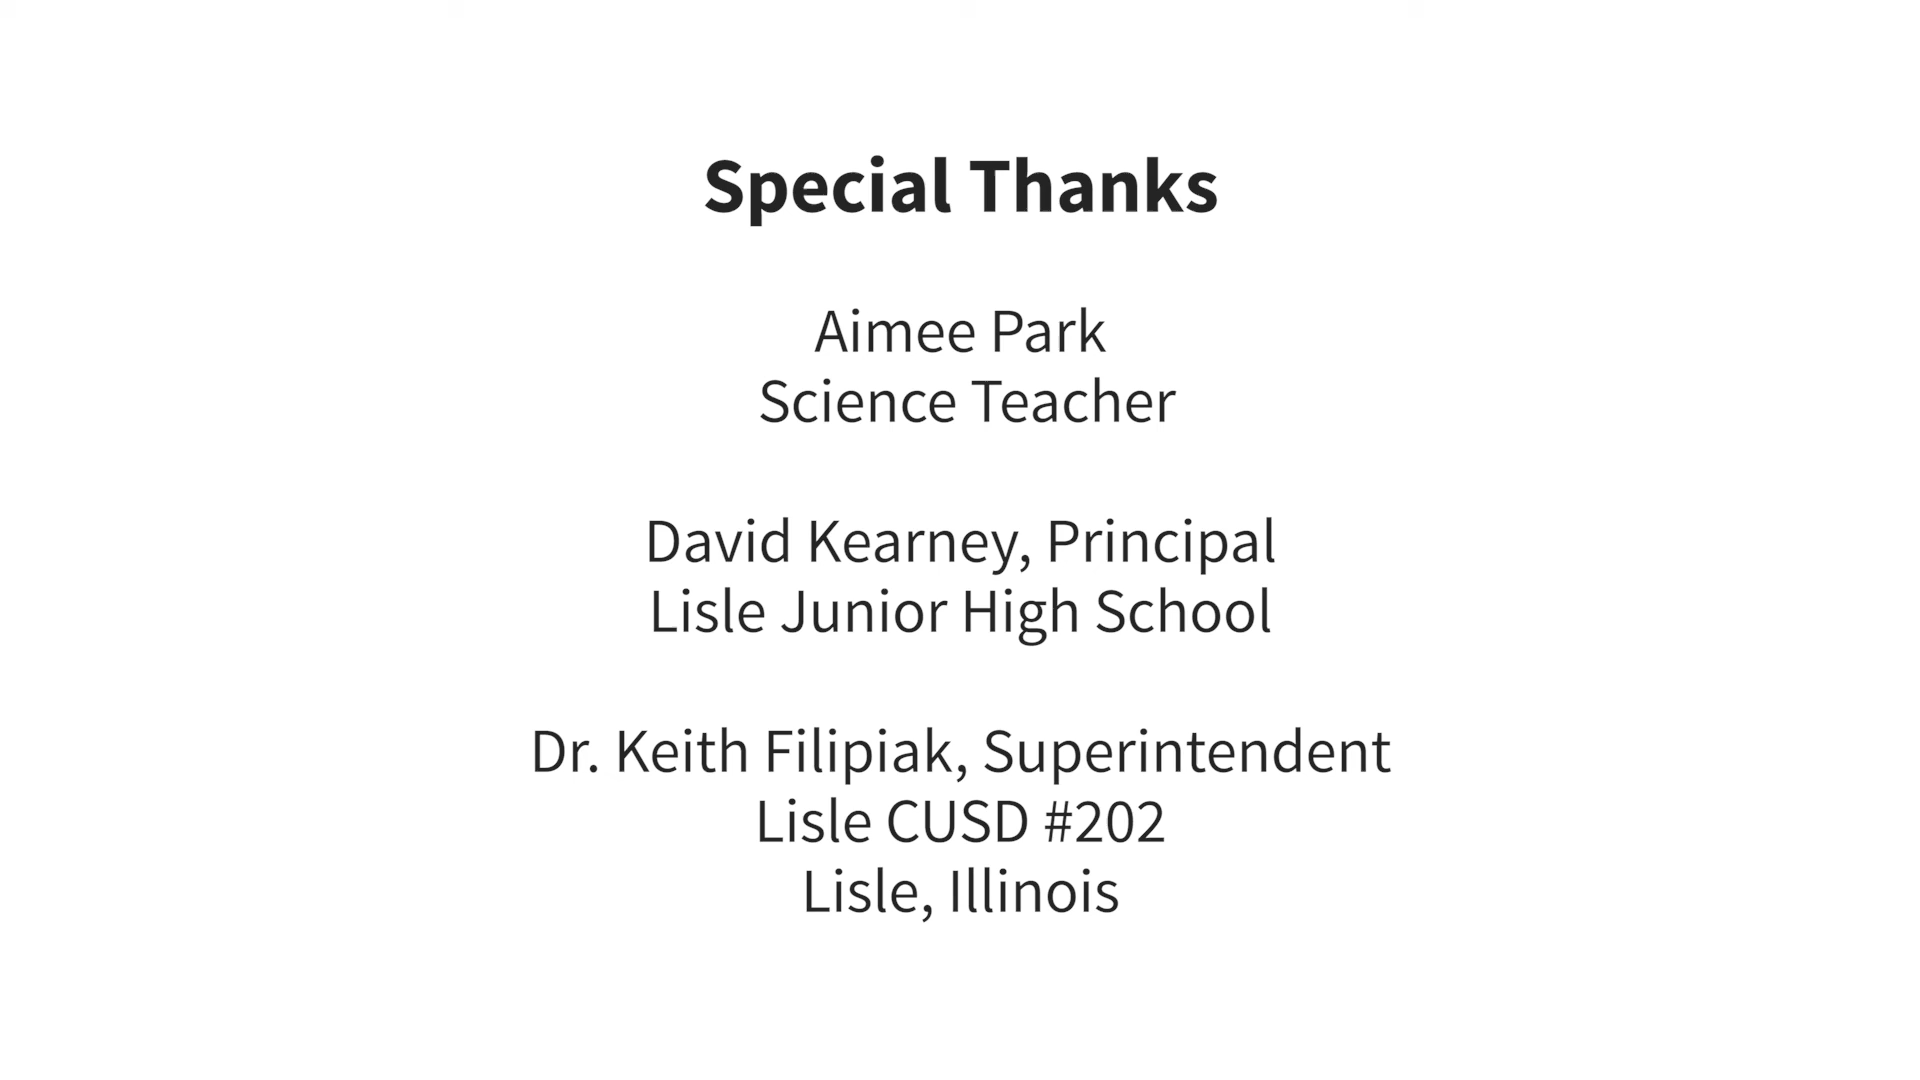 Special Thanks
Aimee Park
Science Teacher
David Kearney, Principal
Lisle Junior High School
Dr. Keith Filipiak, Superintendent
Lisle CUSD #202
Lisle, Illinois